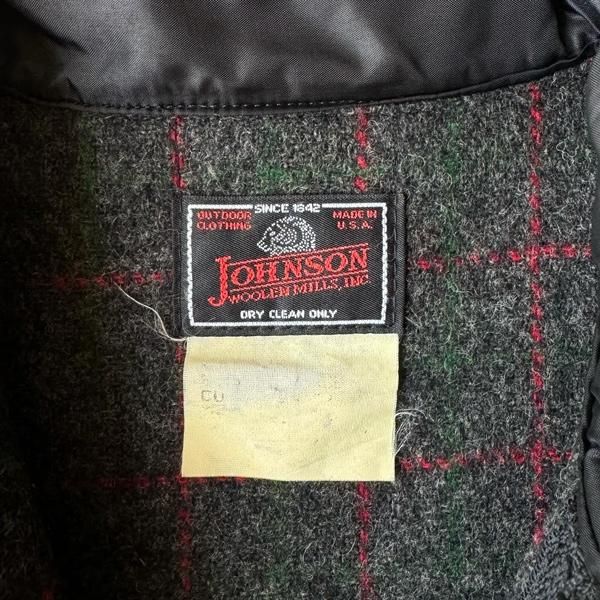 SINCE 1842
OUTDOOR CLOTHING
MADE IN U.S.A.
JOHNSON
WOOLEN MILLS, INC.
DRY CLEAN ONLY